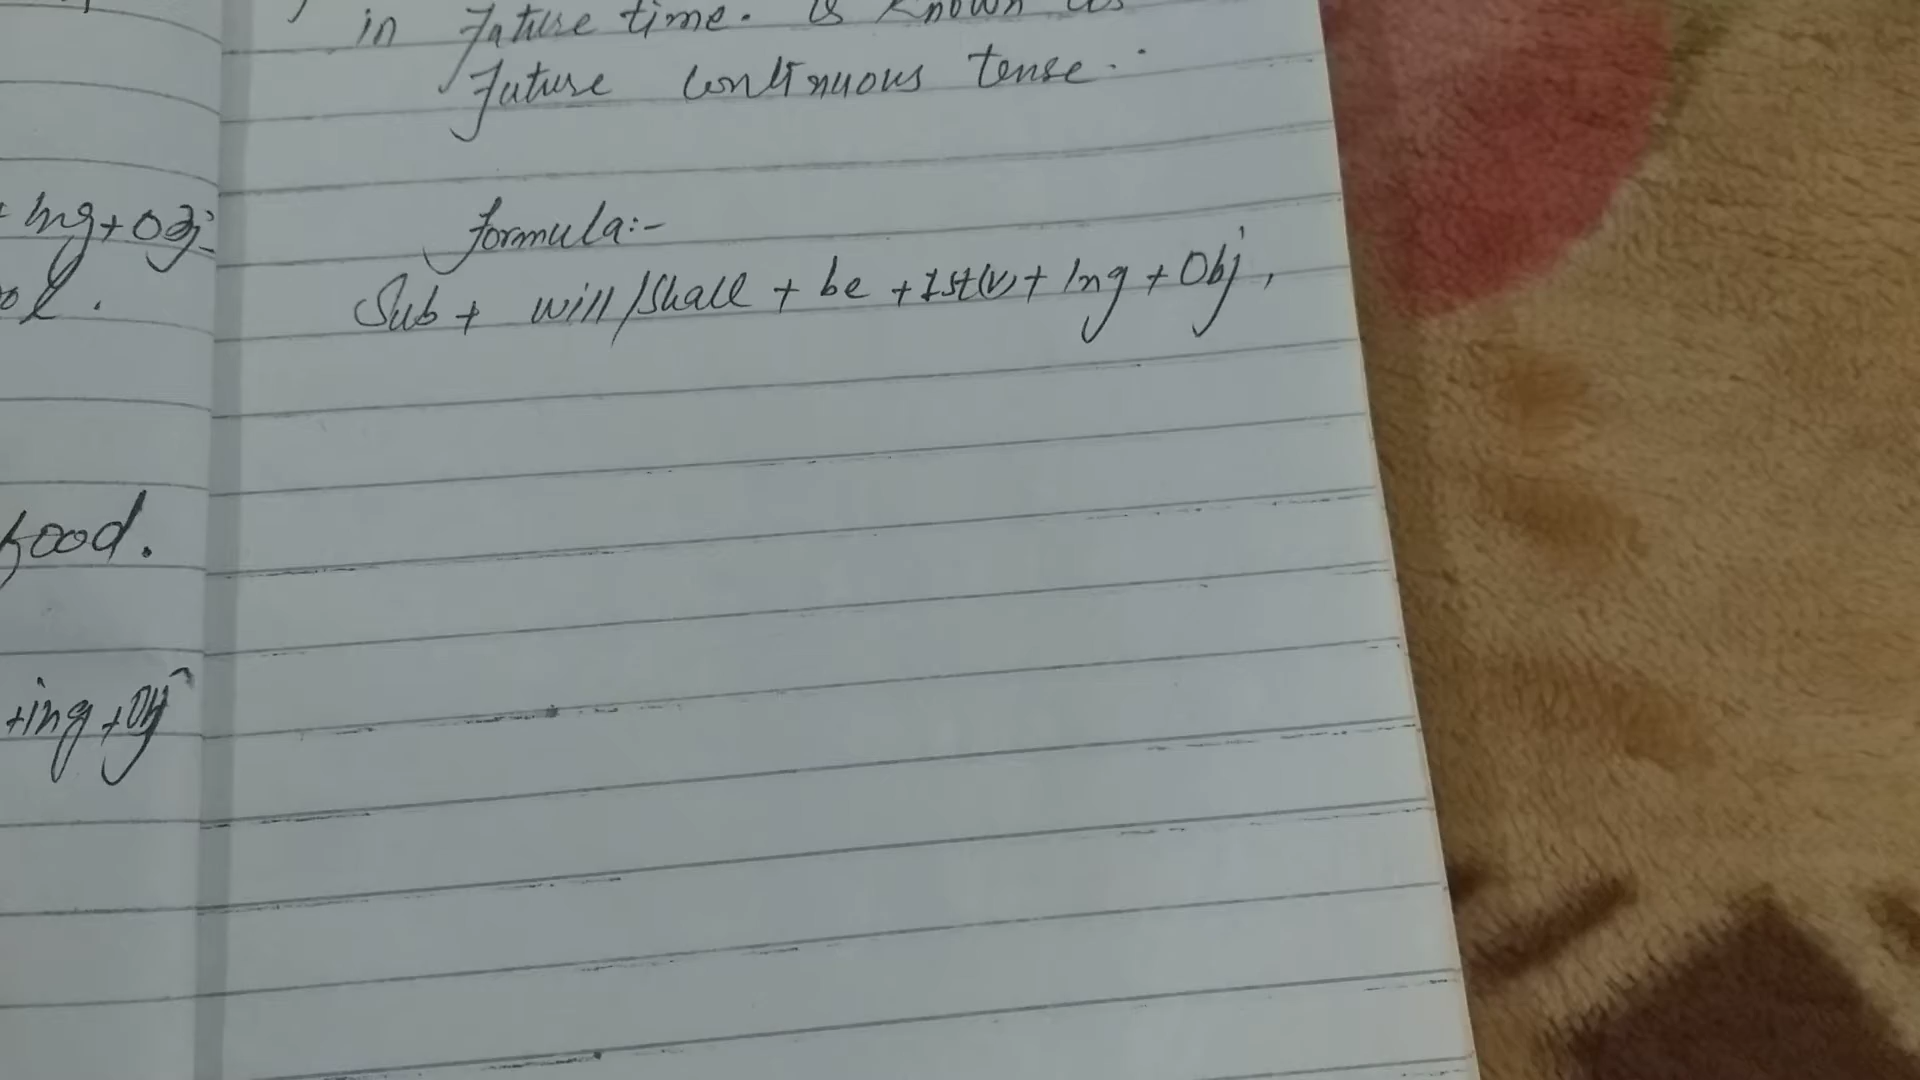 + ing + Obj
ol.
food.
+ing + Obj
in Future time. is known as
Future continuous tense.
formula:-
Sub + will/Shall + be + 1st(v) + Ing + Obj,